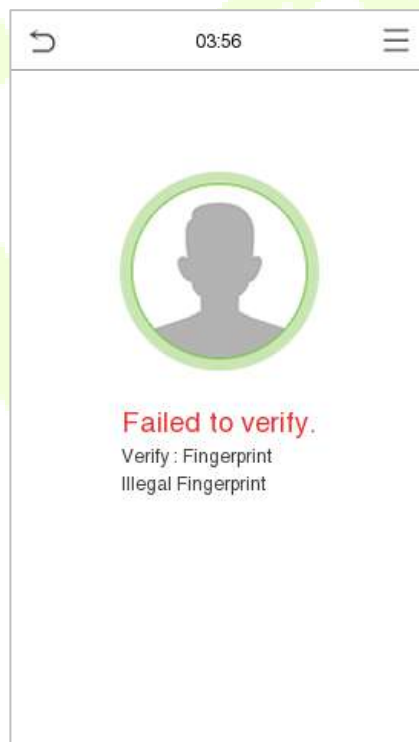 03:56
Failed to verify.
Verify : Fingerprint
Illegal Fingerprint